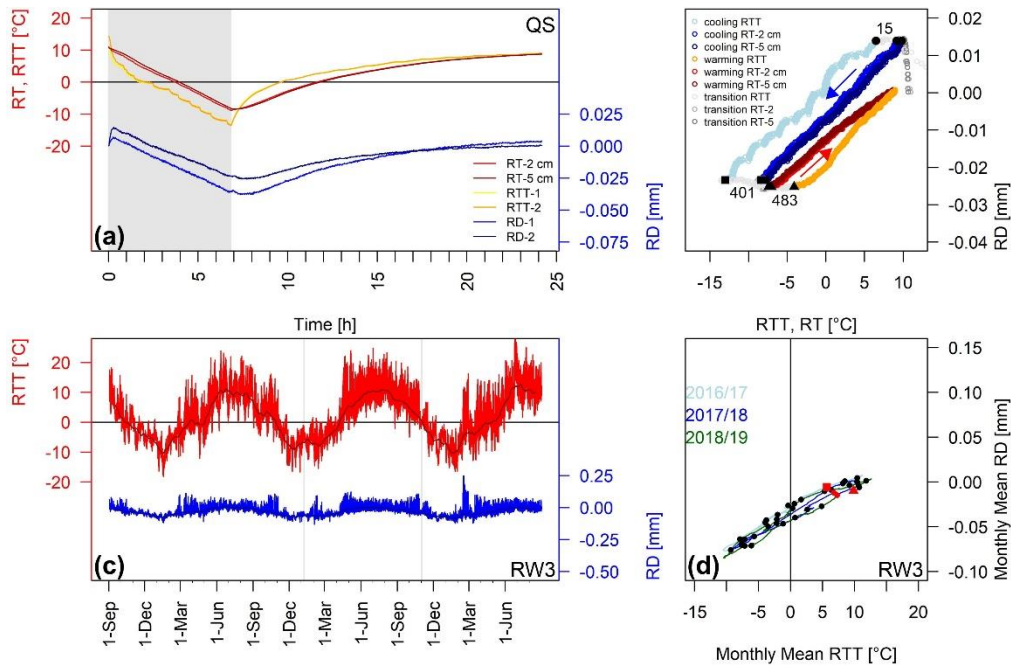 RT, RTT [°C]
20
10
0
-10
-20
QS
0.025
0.000
-0.025
-0.050
-0.075
RD [mm]
RT-2 cm
RT-5 cm
RTT-1
RTT-2
RD-1
RD-2
(a)
0
5
10
15
20
25
Time [h]
cooling RTT
cooling RT-2 cm
cooling RT-5 cm
warming RTT
warming RT-2 cm
warming RT-5 cm
transition RTT
transition RT-2
transition RT-5
15
401
483
0.02
0.01
0.00
-0.01
-0.02
-0.03
-0.04
RD [mm]
-15
-10
-5
0
5
10
RTT, RT [°C]
RTT [°C]
20
10
0
-10
-20
0.25
0.00
-0.25
-0.50
RD [mm]
(c)
RW3
1-Sep
1-Dec
1-Mar
1-Jun
1-Sep
1-Dec
1-Mar
1-Jun
1-Sep
1-Dec
1-Mar
1-Jun
2016/17
2017/18
2018/19
0.15
0.10
0.05
0.00
-0.05
-0.10
Monthly Mean RD [mm]
(d)
RW3
-15
-10
-5
0
5
10
20
Monthly Mean RTT [°C]